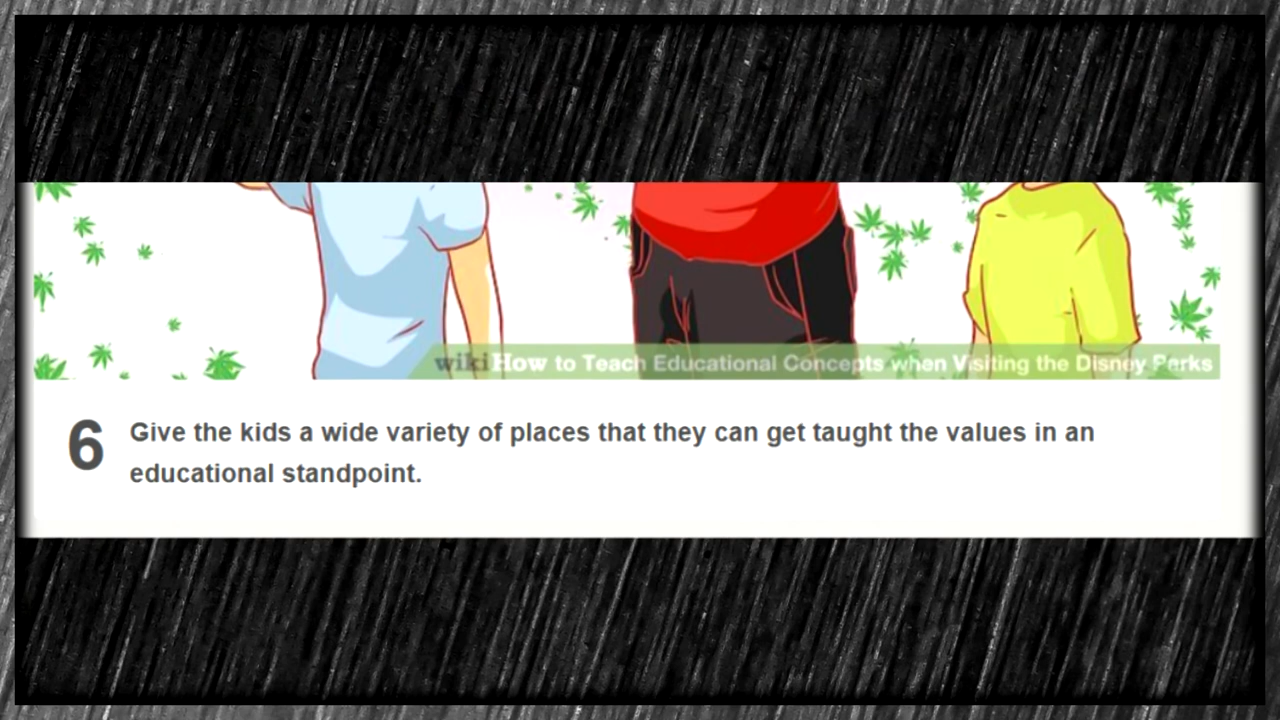 wikiHow to Teach Educational Concepts when Visiting the Disney Parks
6 Give the kids a wide variety of places that they can get taught the values in an
educational standpoint.